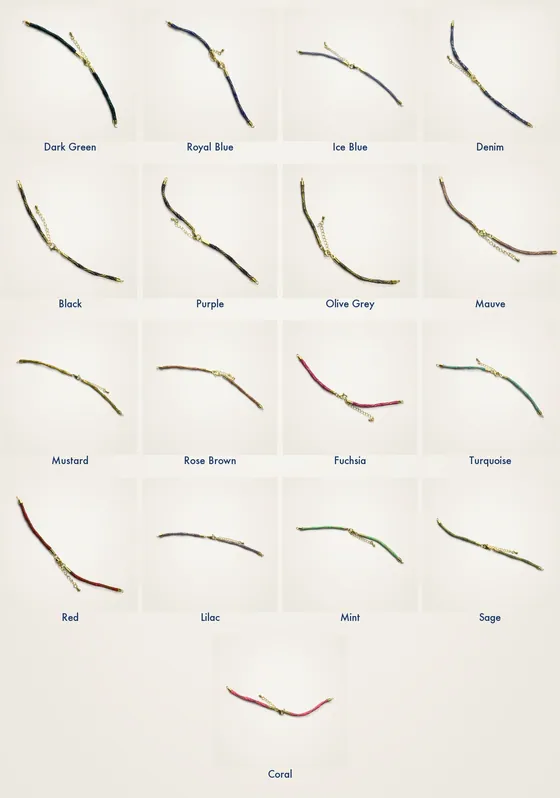 Dark Green
Royal Blue
Ice Blue
Denim
Black
Purple
Olive Grey
Mauve
Mustard
Rose Brown
Fuchsia
Turquoise
Red
Lilac
Mint
Sage
Coral